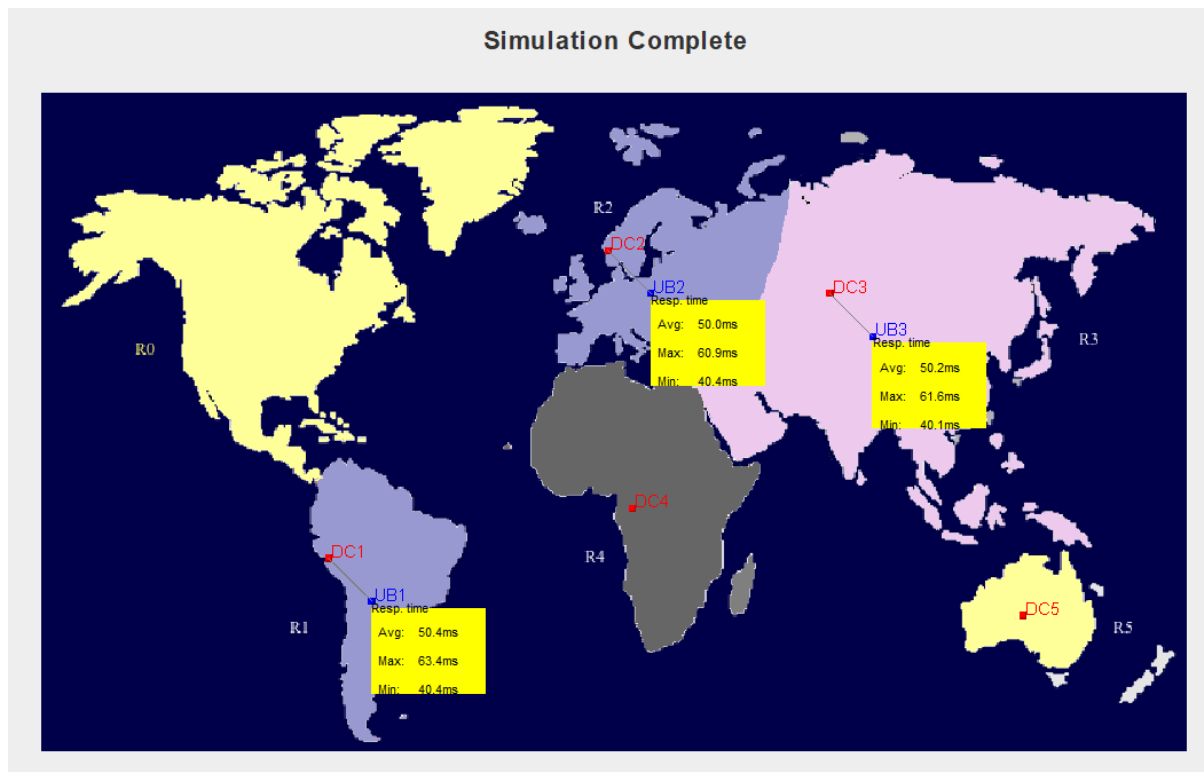 Simulation Complete
R2
DC2
UB2
Resp. time
Avg: 50.0ms
Max: 60.9ms
Min: 40.4ms
DC3
UB3
Resp. time
Avg: 50.2ms
Max: 61.6ms
Min: 40.1ms
R0
R3
DC4
R4
DC1
UB1
Resp. time
Avg: 50.4ms
Max: 63.4ms
Min: 40.4ms
R1
DC5
R5